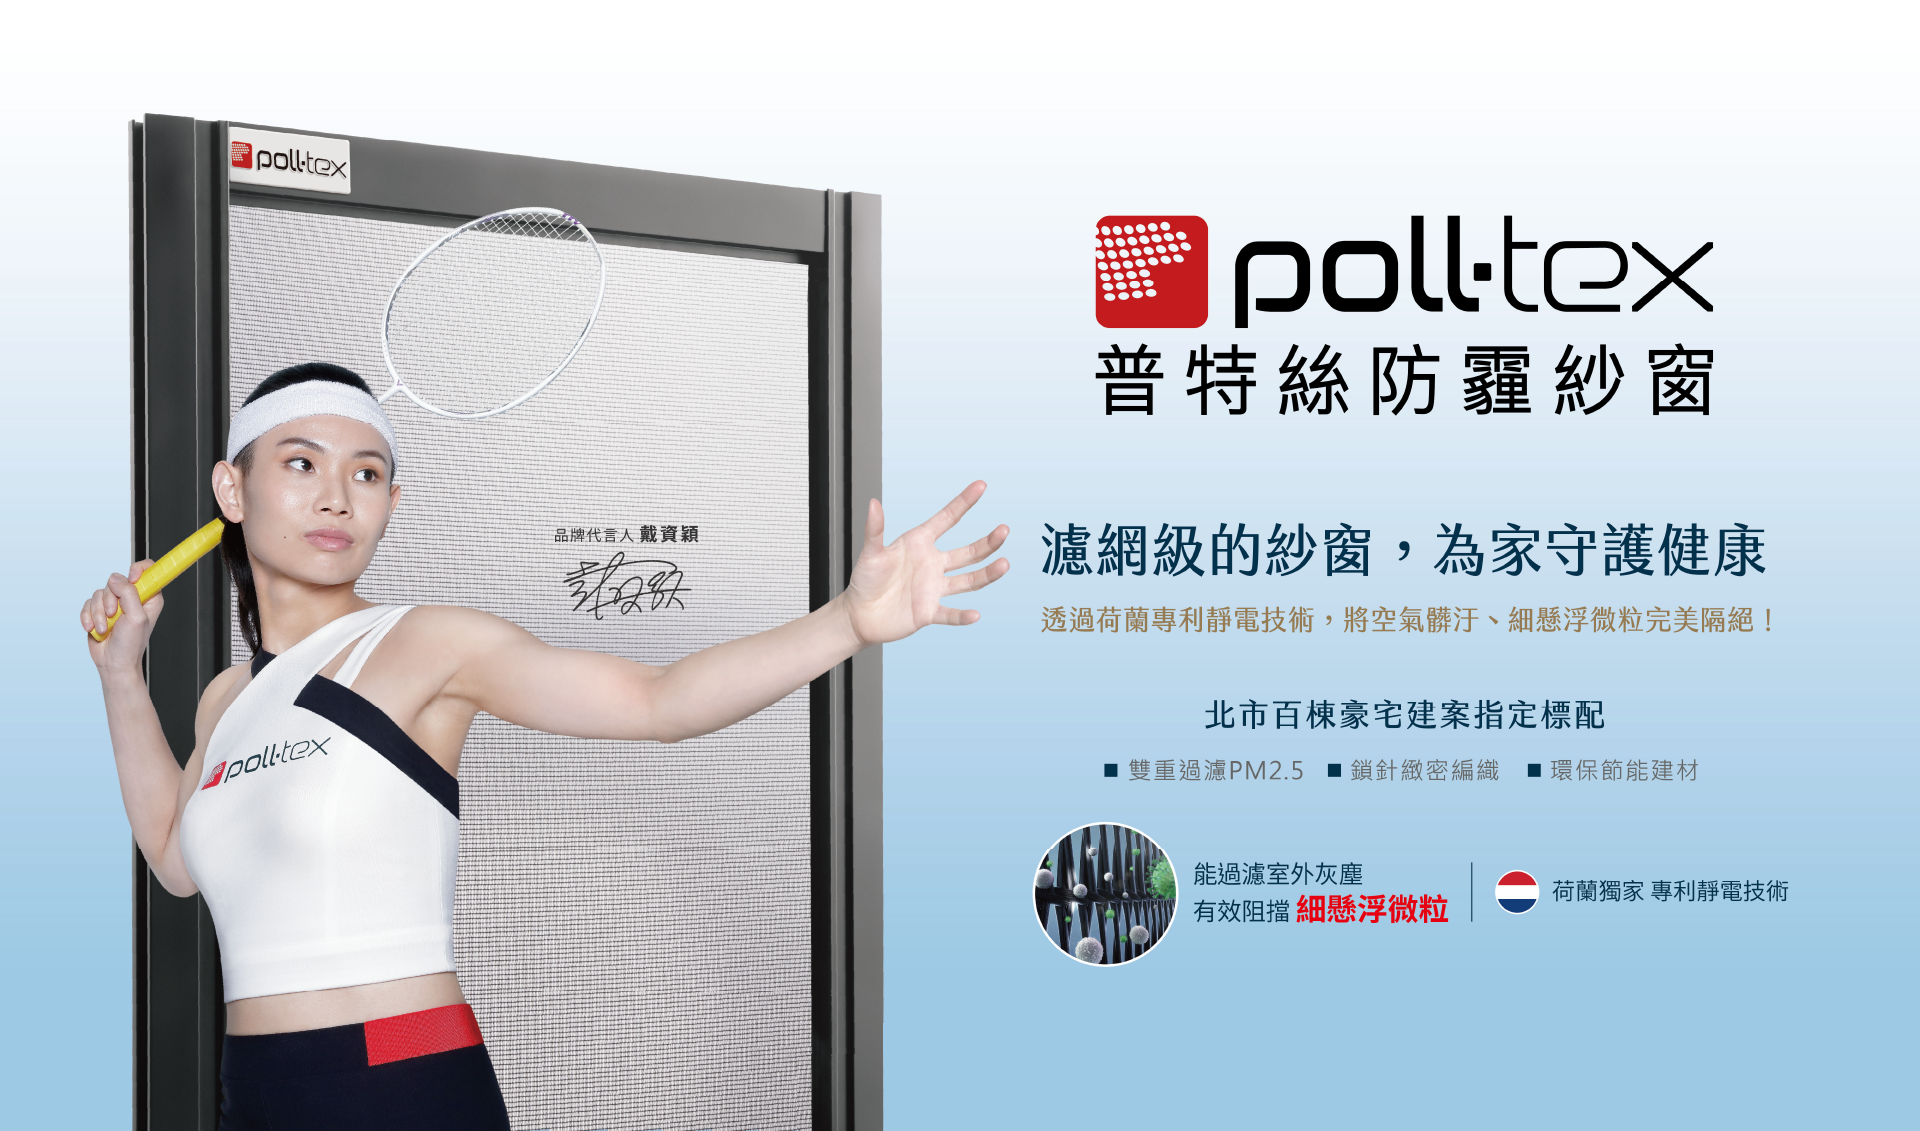 poll·tex
品牌代言人 戴資穎
poll·tex
poll·tex
普特絲防霾紗窗
濾網級的紗窗，為家守護健康
透過荷蘭專利靜電技術，將空氣髒汙、細懸浮微粒完美隔絕！
北市百棟豪宅建案指定標配
■ 雙重過濾PM2.5 ■ 鎖針緻密編織 ■ 環保節能建材
能過濾室外灰塵
有效阻擋 細懸浮微粒
荷蘭獨家 專利靜電技術